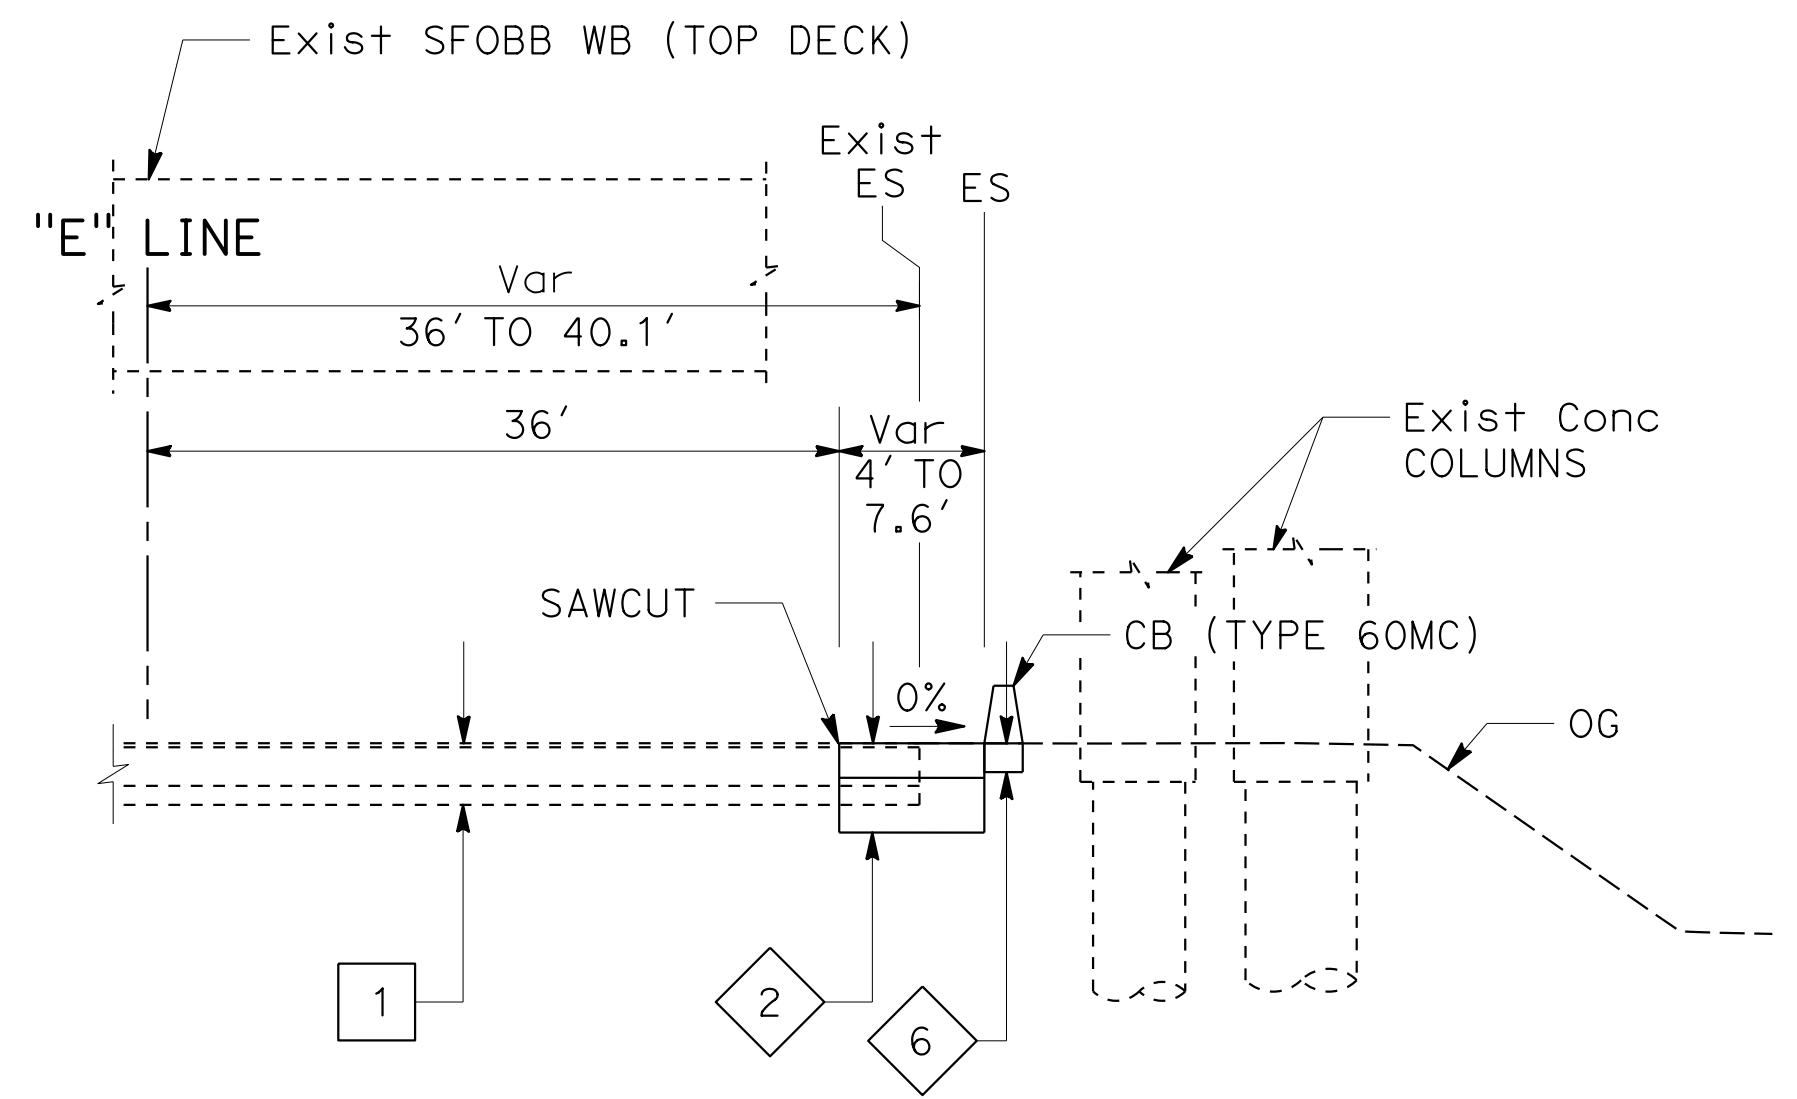 Exist SFOBB WB (TOP DECK)
Exist
ES
ES
"E" LINE
Var
36' TO 40.1'
36'
Var
4' TO
7.6'
Exist Conc
COLUMNS
SAWCUT
CB (TYPE 60MC)
0%
OG
1
2
6